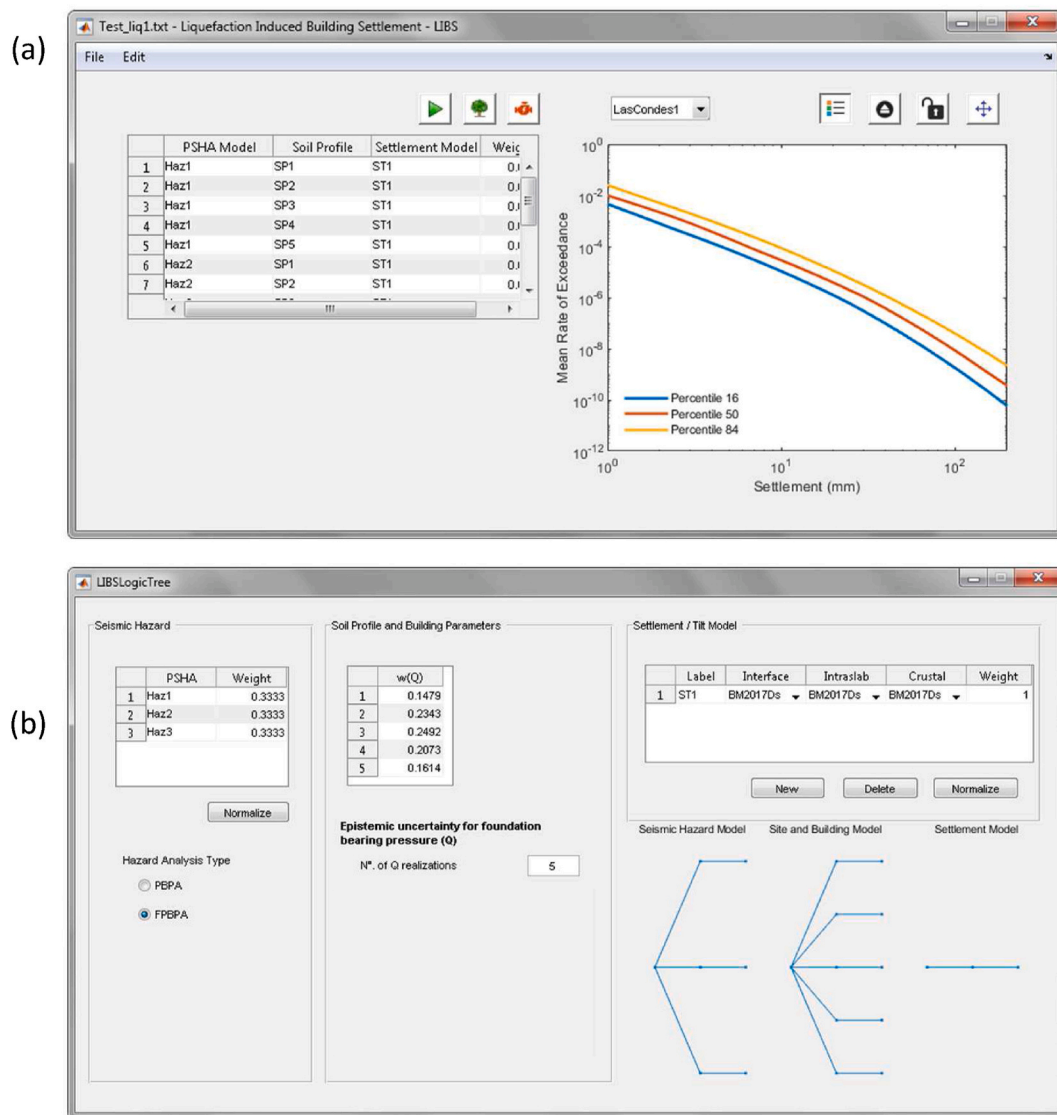 (a)
Test_liq1.txt - Liquefaction Induced Building Settlement - LIBS
File Edit
LasCondes1
PSHA Model Soil Profile Settlement Model Weig
1 Haz1 SP1 ST1 0.
2 Haz1 SP2 ST1 0.
3 Haz1 SP3 ST1 0.
4 Haz1 SP4 ST1 0.
5 Haz1 SP5 ST1 0.
6 Haz2 SP1 ST1 0.
7 Haz2 SP2 ST1 0.
Mean Rate of Exceedance
10^0
10^-2
10^-4
10^-6
10^-8
10^-10
10^-12
Percentile 16
Percentile 50
Percentile 84
10^0 10^1 10^2
Settlement (mm)
(b)
LIBSLogicTree
Seismic Hazard
PSHA Weight
1 Haz1 0.3333
2 Haz2 0.3333
3 Haz3 0.3333
Normalize
Hazard Analysis Type
PBPA
FPBPA
Soil Profile and Building Parameters
w(Q)
1 0.1479
2 0.2343
3 0.2492
4 0.2073
5 0.1614
Epistemic uncertainty for foundation
bearing pressure (Q)
N°. of Q realizations 5
Settlement / Tilt Model
Label Interface Intraslab Crustal Weight
1 ST1 BM2017Ds BM2017Ds BM2017Ds 1
New Delete Normalize
Seismic Hazard Model Site and Building Model Settlement Model